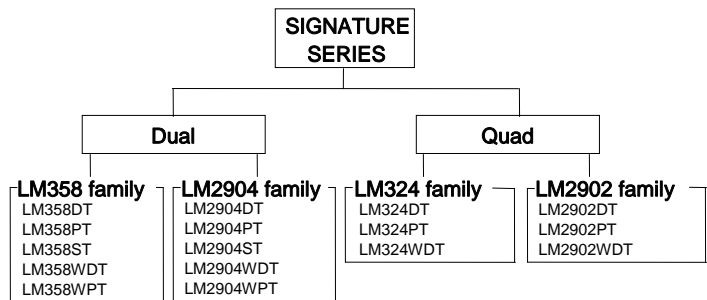 SIGNATURE
SERIES
Dual
Quad
LM358 family
LM358DT
LM358PT
LM358ST
LM358WDT
LM358WPT
LM2904 family
LM2904DT
LM2904PT
LM2904ST
LM2904WDT
LM2904WPT
LM324 family
LM324DT
LM324PT
LM324WDT
LM2902 family
LM2902DT
LM2902PT
LM2902WDT